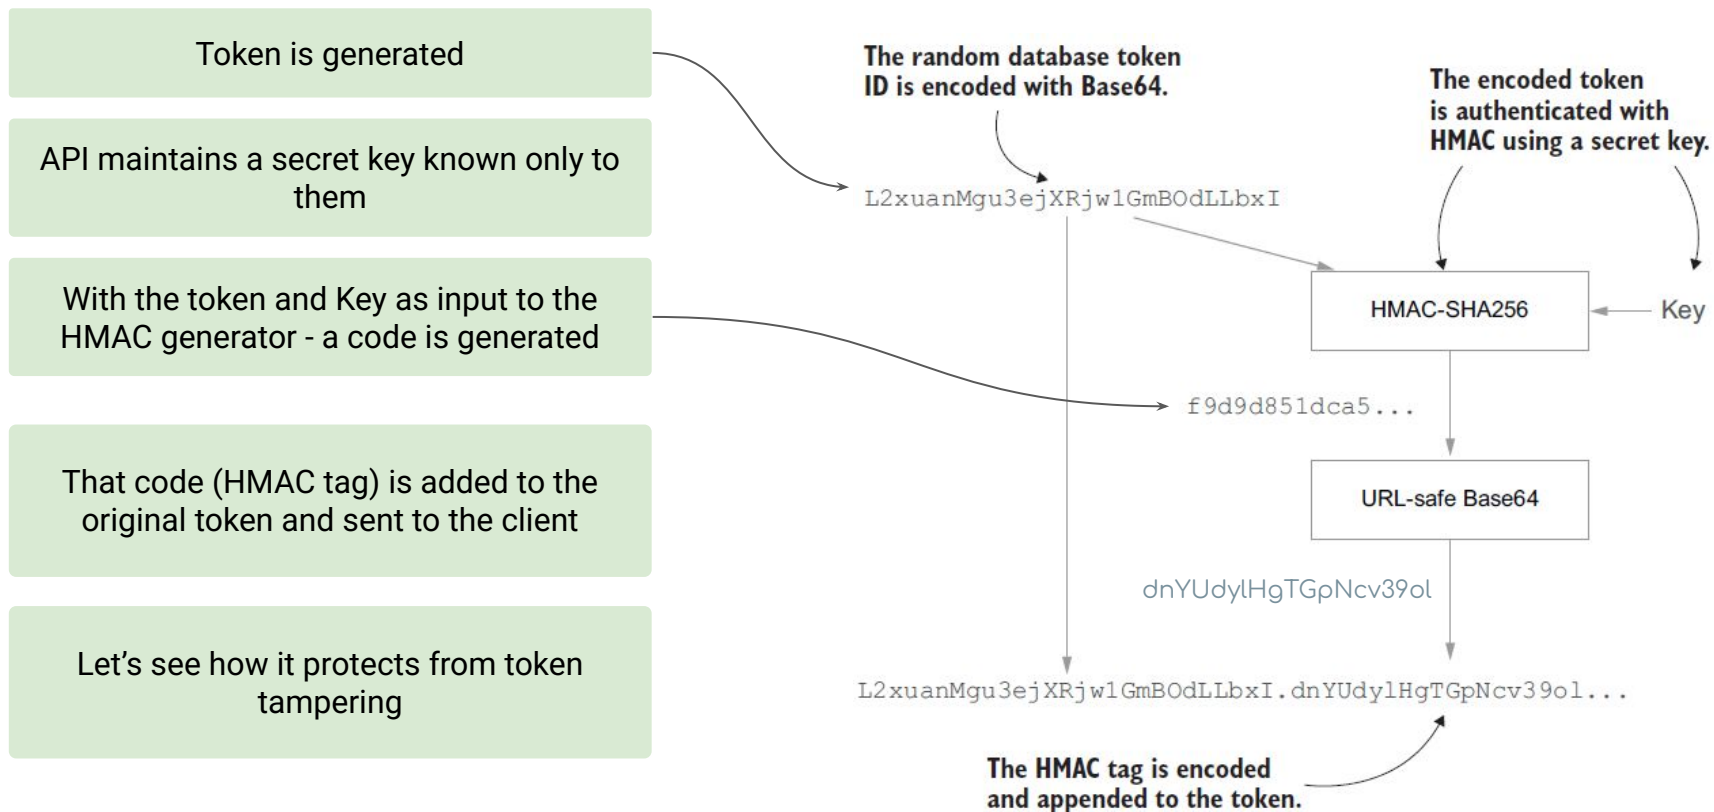 Token is generated
API maintains a secret key known only to
them
With the token and Key as input to the
HMAC generator - a code is generated
That code (HMAC tag) is added to the
original token and sent to the client
Let’s see how it protects from token
tampering
The random database token
ID is encoded with Base64.
The encoded token
is authenticated with
HMAC using a secret key.
L2xuanMgu3ejXRjw1GmBOdLLbxI
HMAC-SHA256
Key
f9d9d851dca5...
URL-safe Base64
dnYUdylHgTGpNcv39ol
L2xuanMgu3ejXRjw1GmBOdLLbxI.dnYUdylHgTGpNcv39ol...
The HMAC tag is encoded
and appended to the token.